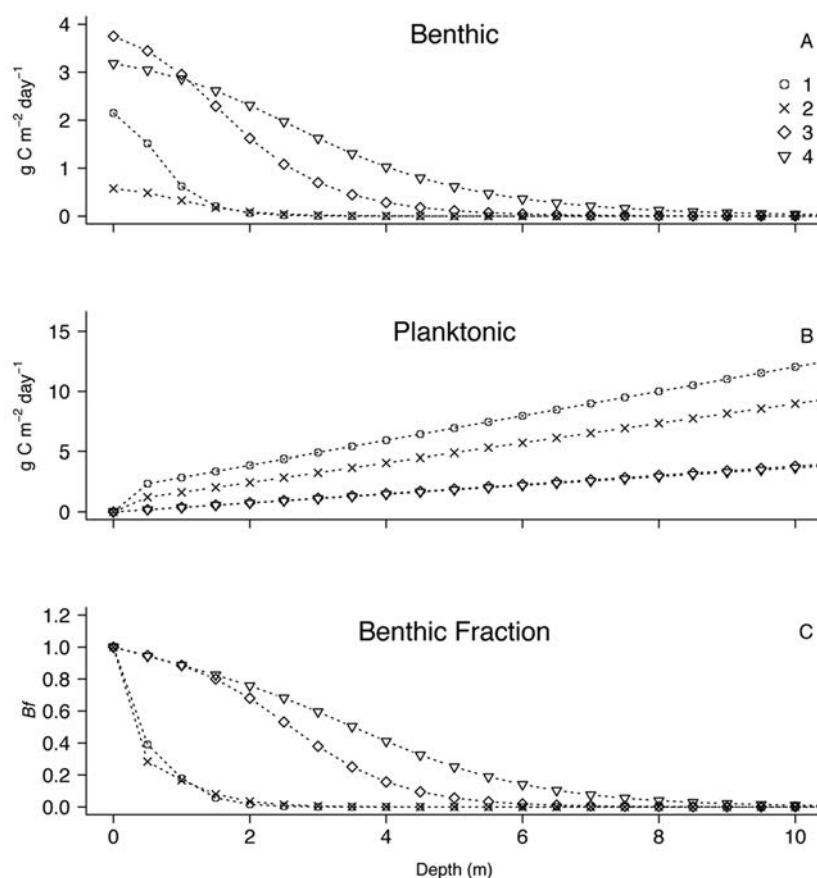 Benthic
A
4
3
2
1
0
g C m⁻² day⁻¹
1
2
3
4
Planktonic
B
15
10
5
0
g C m⁻² day⁻¹
Benthic Fraction
C
1.2
1.0
0.8
0.6
0.4
0.2
0.0
Bf
0 2 4 6 8 10
Depth (m)